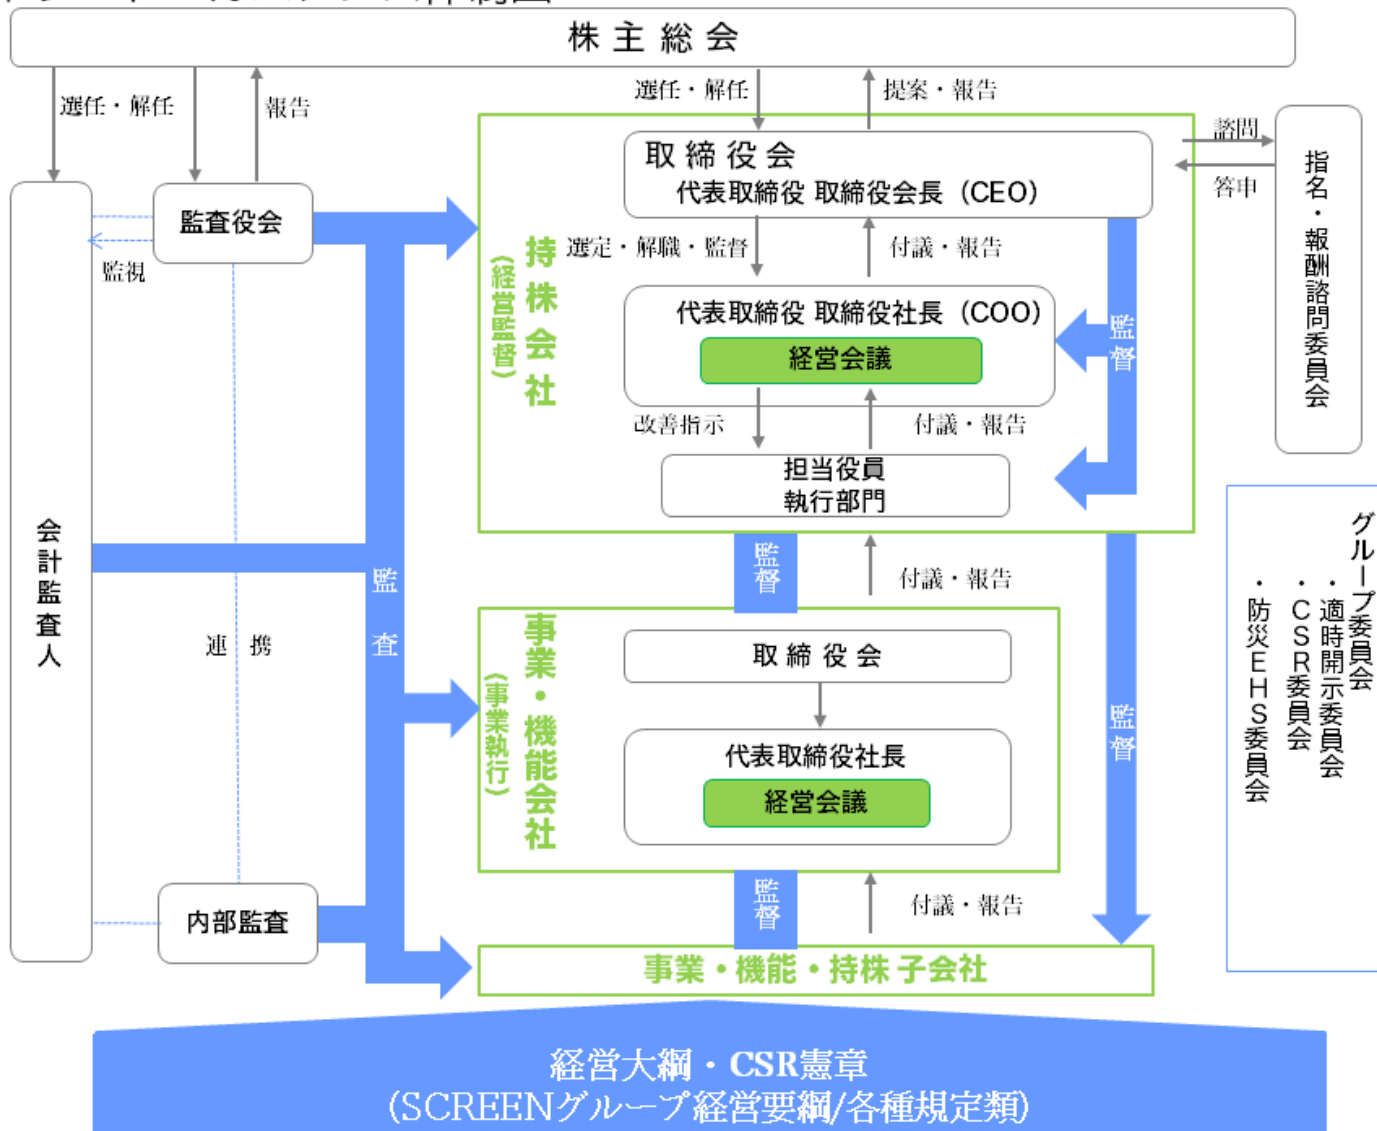 株主総会
選任・解任
報告
選任・解任
提案・報告
取締役会
代表取締役 取締役会長（CEO）
諮問
答申
指名・報酬諮問委員会
監査役会
監視
持株会社
（経営監督）
選定・解職・監督
付議・報告
代表取締役 取締役社長（COO）
経営会議
監督
改善指示
付議・報告
担当役員
執行部門
会計監査人
監査
連携
監督
付議・報告
監督
グループ委員会
・適時開示委員会
・CSR委員会
・防災EHS委員会
事業・機能会社
（事業執行）
取締役会
代表取締役社長
経営会議
内部監査
監督
付議・報告
事業・機能・持株 子会社
経営大綱・CSR憲章
(SCREENグループ経営要綱/各種規定類)